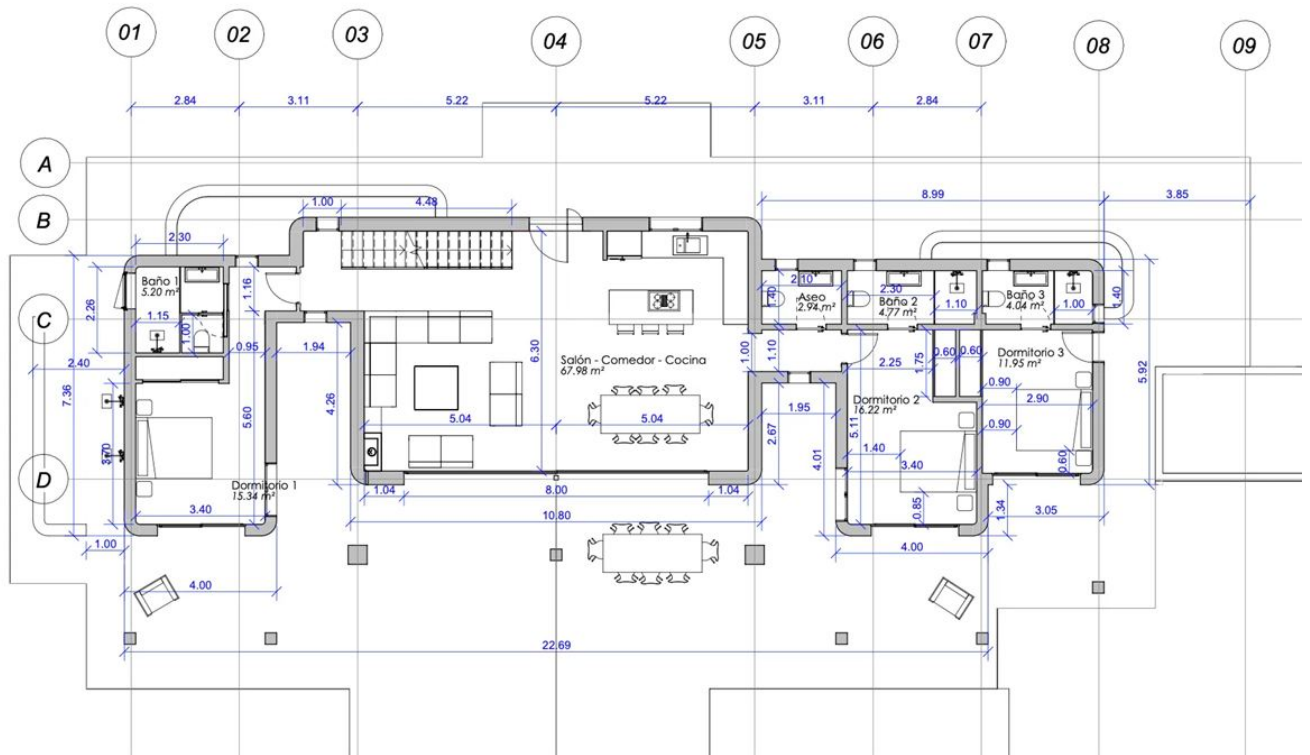 01 02 03 04 05 06 07 08 09
2.84 3.11 5.22 5.22 3.11 2.84
A
B
1.00 4.48 8.99 3.85
2.30
Baño 1
5.20 m²
1.16
2.26
1.15
1.00
0.95
1.94
C
2.10
1.40
Aseo
2.94 m²
2.30
Baño 2
4.77 m²
1.10
Baño 3
4.04 m²
1.00
1.40
6.30
Salón - Comedor - Cocina
67.98 m²
1.00
1.10
2.25
1.75
0.60 0.60
Dormitorio 3
11.95 m²
5.92
2.40
7.36
4.26
5.60
5.04 5.04
1.95
2.67
4.01
5.11
Dormitorio 2
16.22 m²
0.90
2.90
0.90
1.40
3.40
0.60
0.85
D
3.70
Dormitorio 1
15.34 m²
3.40
1.04 8.00 1.04
10.80
1.34
3.05
4.00
1.00
4.00
22.69